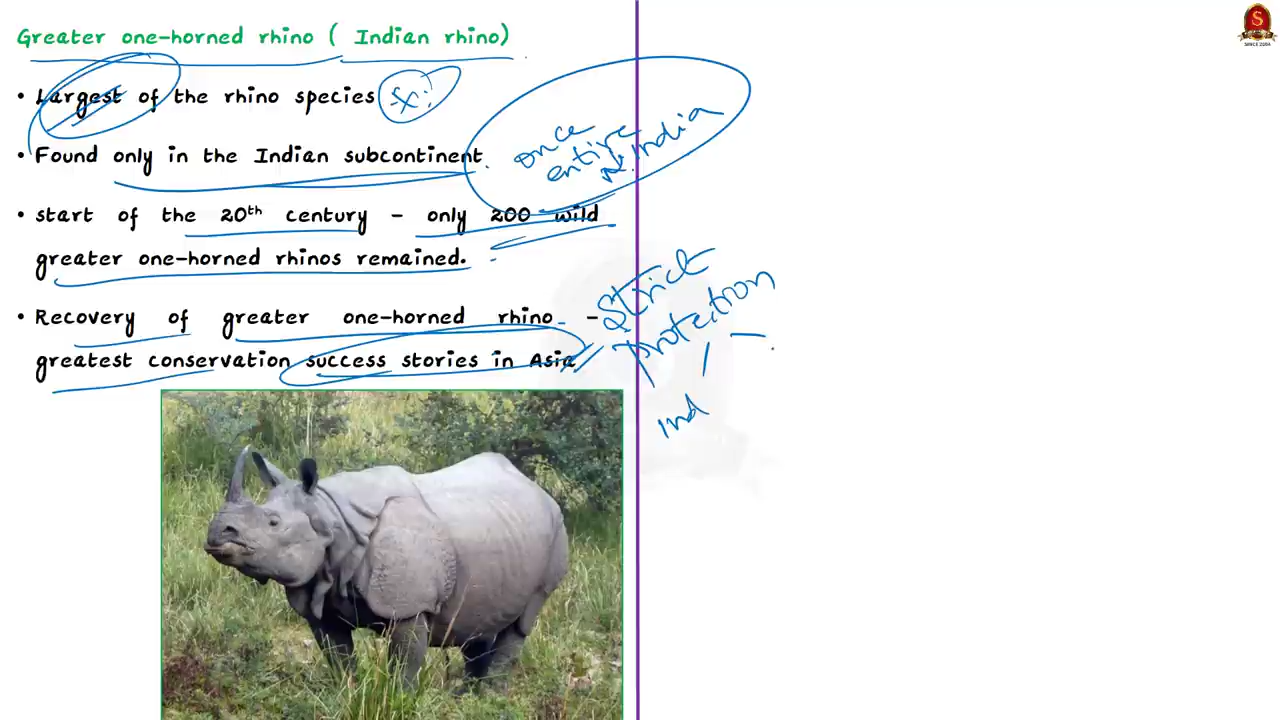 Greater one-horned rhino ( Indian rhino)
• Largest of the rhino species
• Found only in the Indian subcontinent.
once
entire
India
• start of the 20th century - only 200 wild
greater one-horned rhinos remained.
• Recovery of greater one-horned rhino -
greatest conservation success stories in Asia
Strict
protection
Ind
S
SINCE 2004